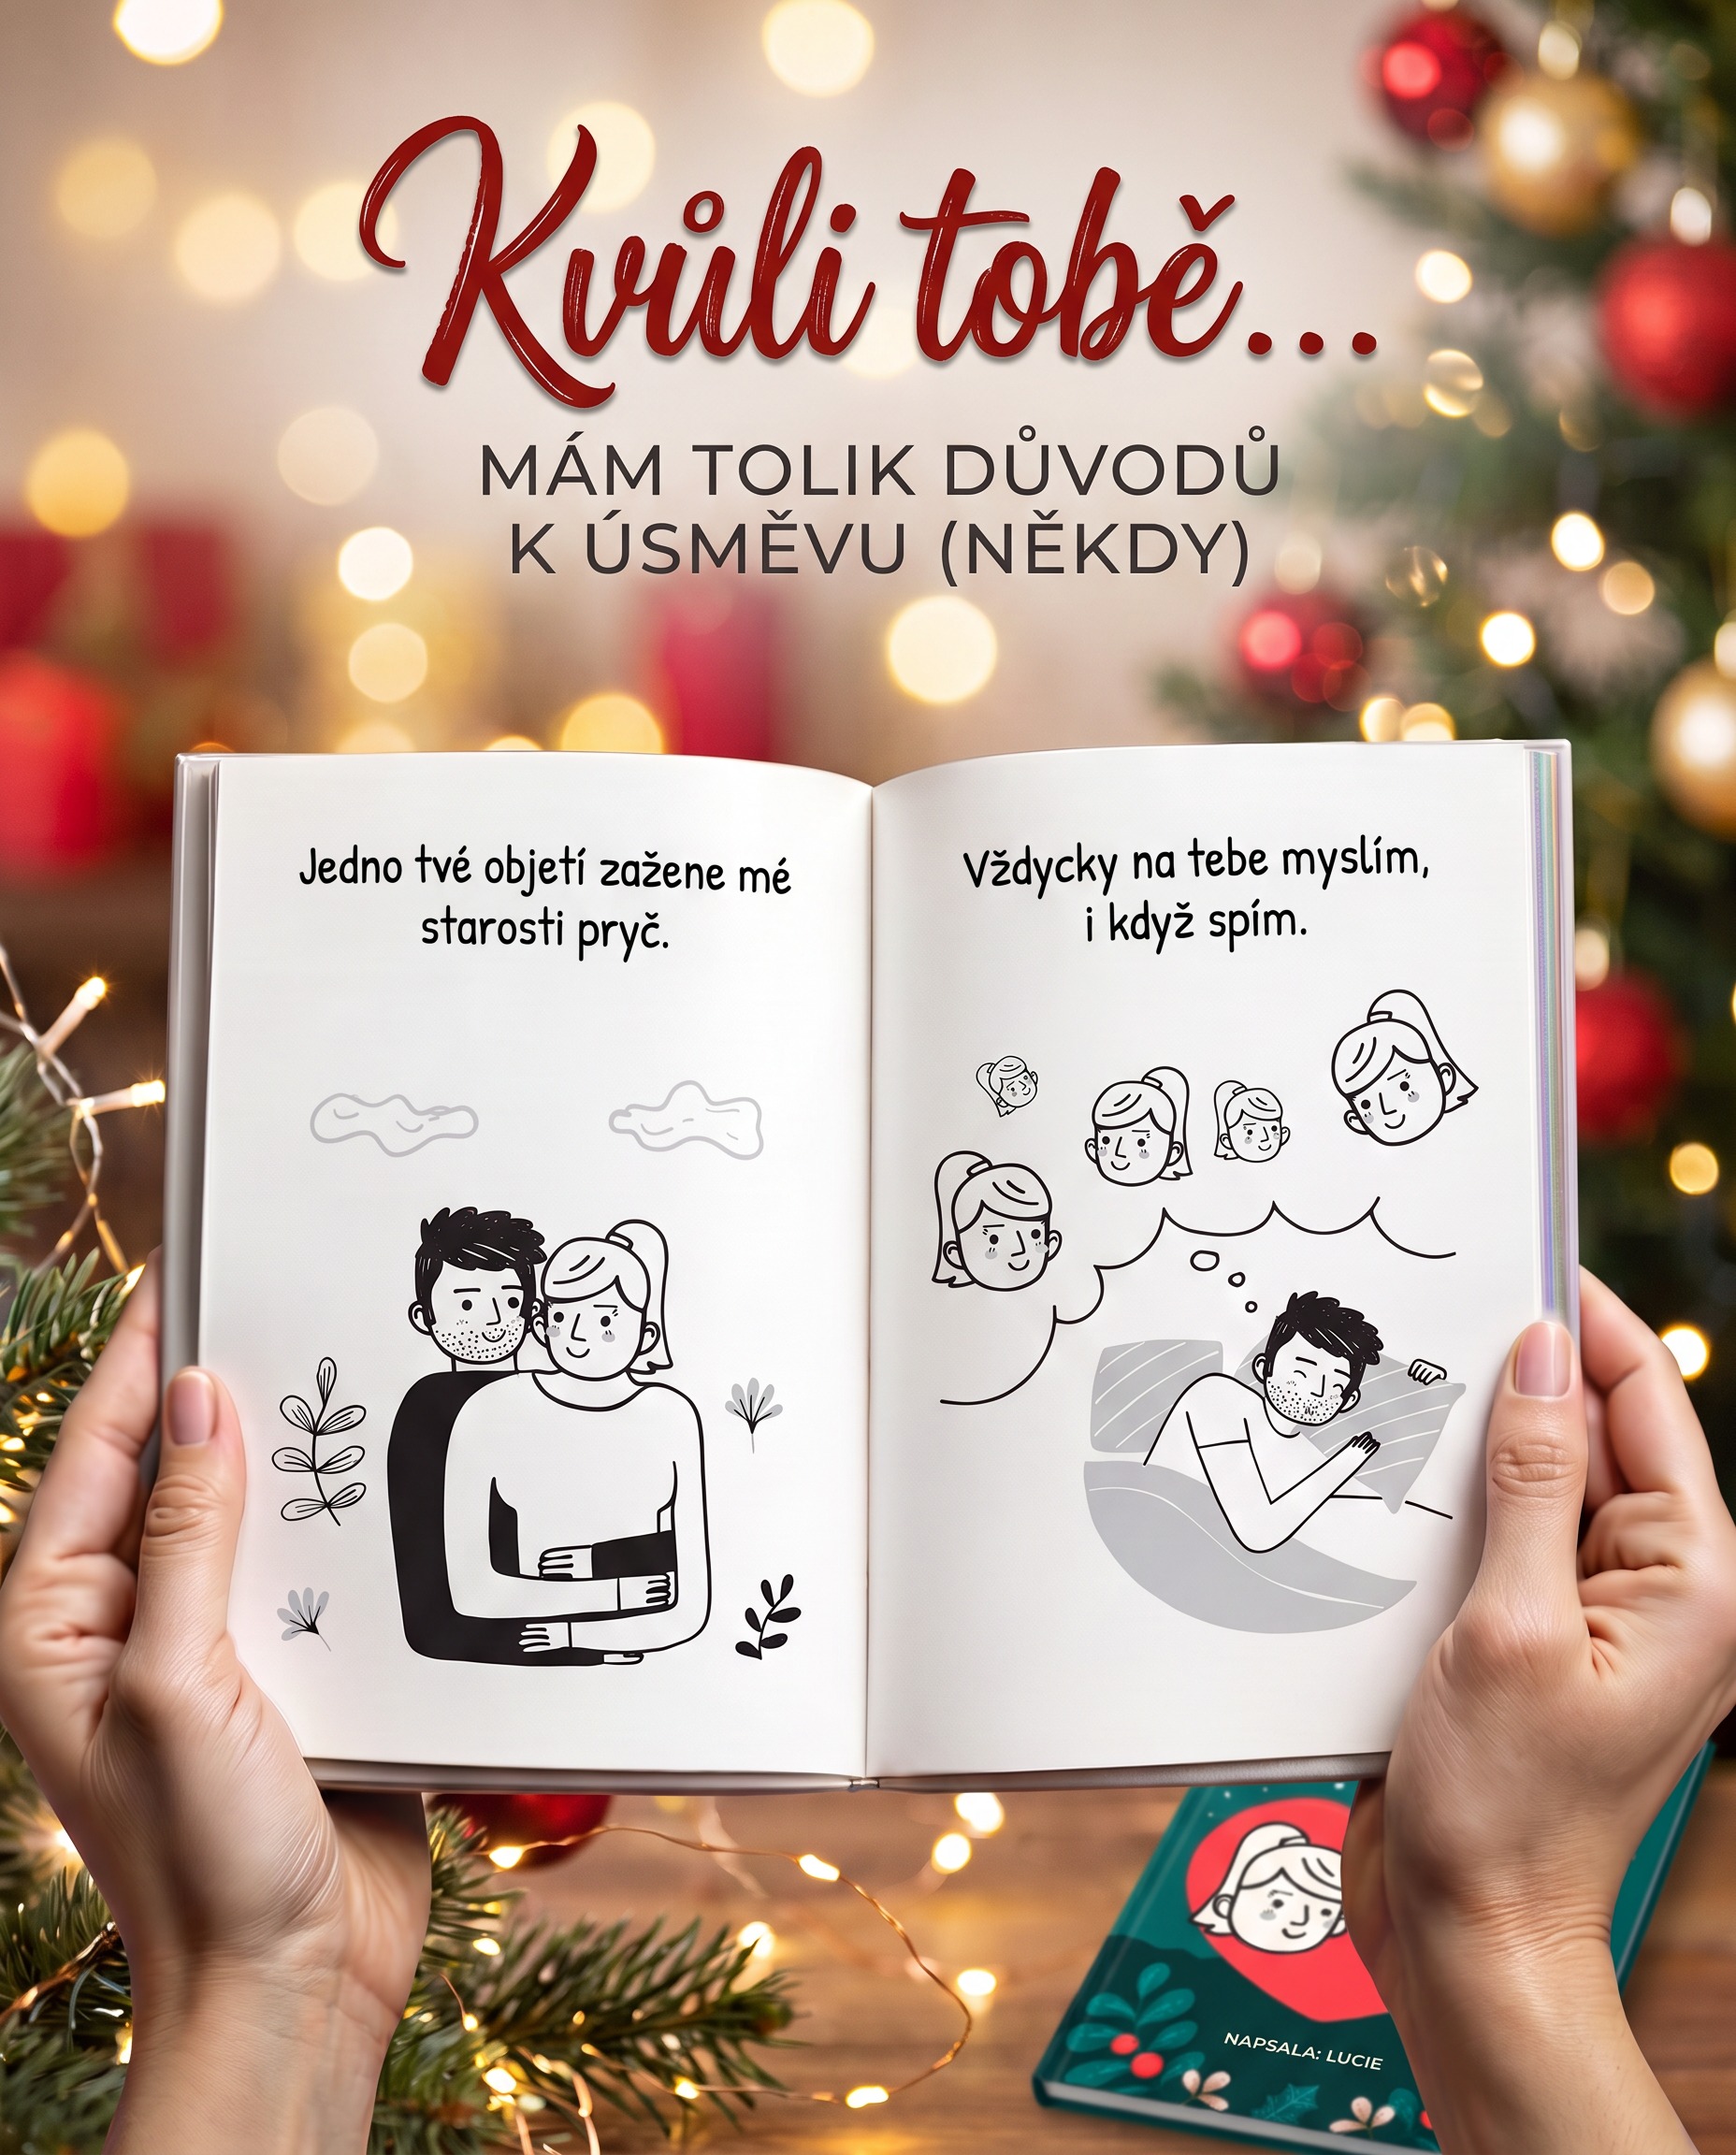 Kvůli tobě...
MÁM TOLIK DŮVODŮ
K ÚSMĚVU (NĚKDY)
Jedno tvé objetí zažene mé
starosti pryč.
Vždycky na tebe myslím,
i když spím.
NAPSALA: LUCIE